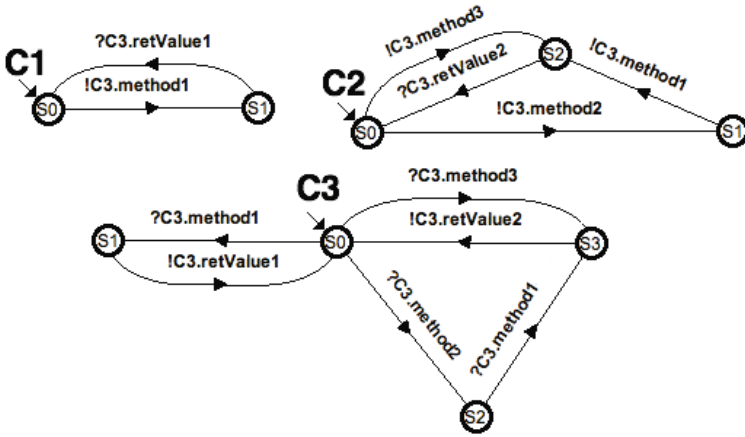 C1
?C3.retValue1
!C3.method1
S0
S1
C2
!C3.method3
?C3.retValue2
!C3.method1
!C3.method2
S0
S2
S1
C3
?C3.method1
!C3.retValue1
?C3.method3
!C3.retValue2
S1
S0
S3
?C3.method2
?C3.method1
S2